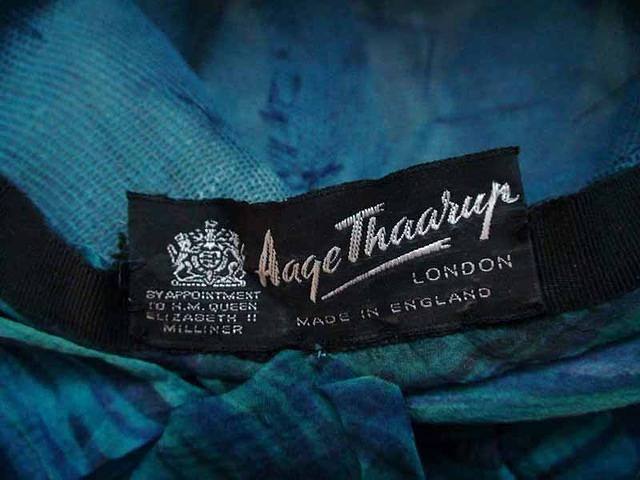 BY APPOINTMENT
TO H.M. QUEEN
ELIZABETH II
MILLINER
Aage Thaarup
LONDON
MADE IN ENGLAND